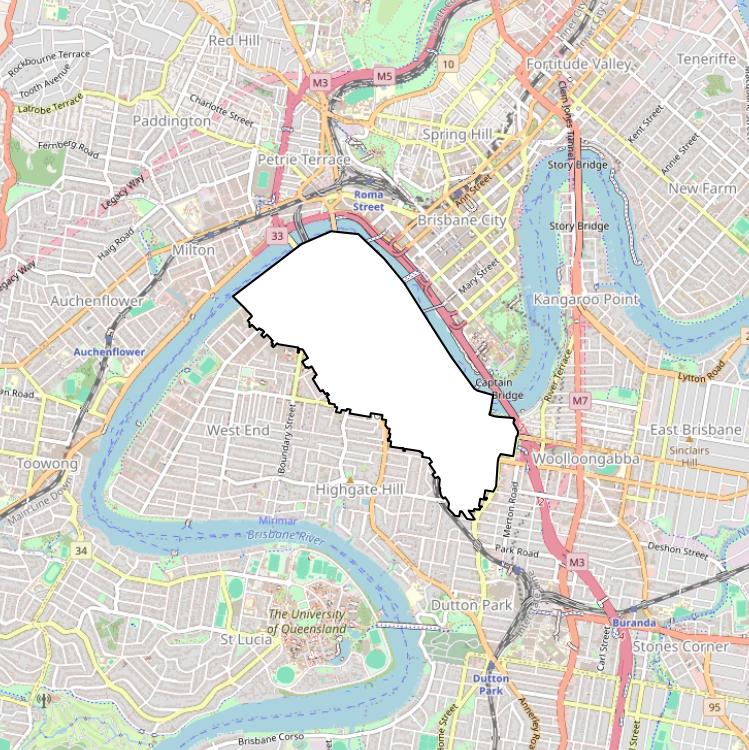 Red Hill
Rockbourne Terrace
Tooth Avenue
Latrobe Terrace
M3
M5
10
Fortitude Valley
Inner City
Teneriffe
Charlotte Street
Paddington
Clem Jones Tunnel
Kent Street
Annie Street
Fernberg Road
Spring Hill
Petrie Terrace
Story Bridge
Legacy Way
Roma
Street
Ann Street
New Farm
33
Brisbane City
Story Bridge
Haig Road
Milton
Legacy Way
Mary Street
Auchenflower
Kangaroo Point
Auchenflower
River Terrace
Lytton Road
Captain
Bridge
M7
Boundary Street
West End
East Brisbane
Sinclairs
Hill
Toowong
Woolloongabba
Highgate Hill
Merton Road
Mirimar
Brisbane River
34
Park Road
Deshon Street
M3
The University
of Queensland
Dutton Park
Buranda
St Lucia
Carl Street
Stones Corner
Dutton
Park
95
Annerley Road
Brisbane Corso